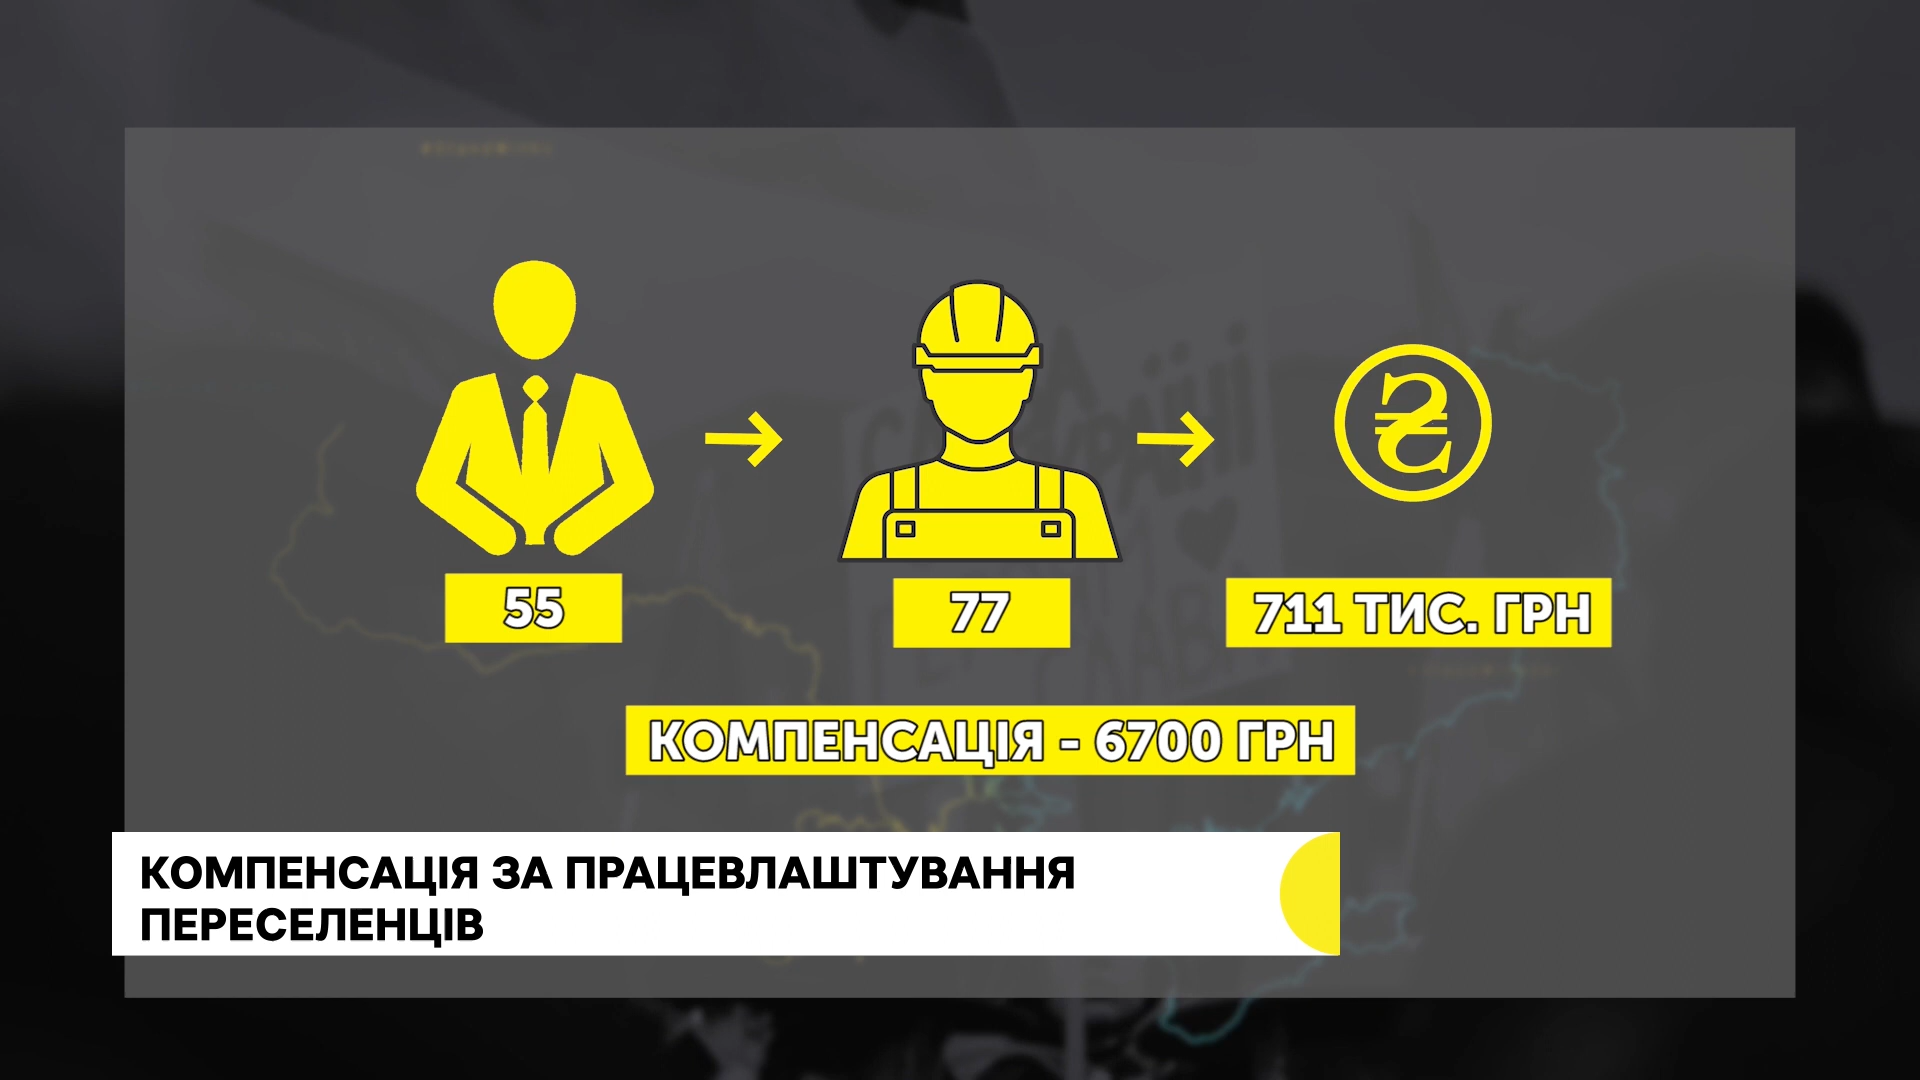 55
77
711 ТИС. ГРН
КОМПЕНСАЦІЯ - 6700 ГРН
КОМПЕНСАЦІЯ ЗА ПРАЦЕВЛАШТУВАННЯ
ПЕРЕСЕЛЕНЦІВ